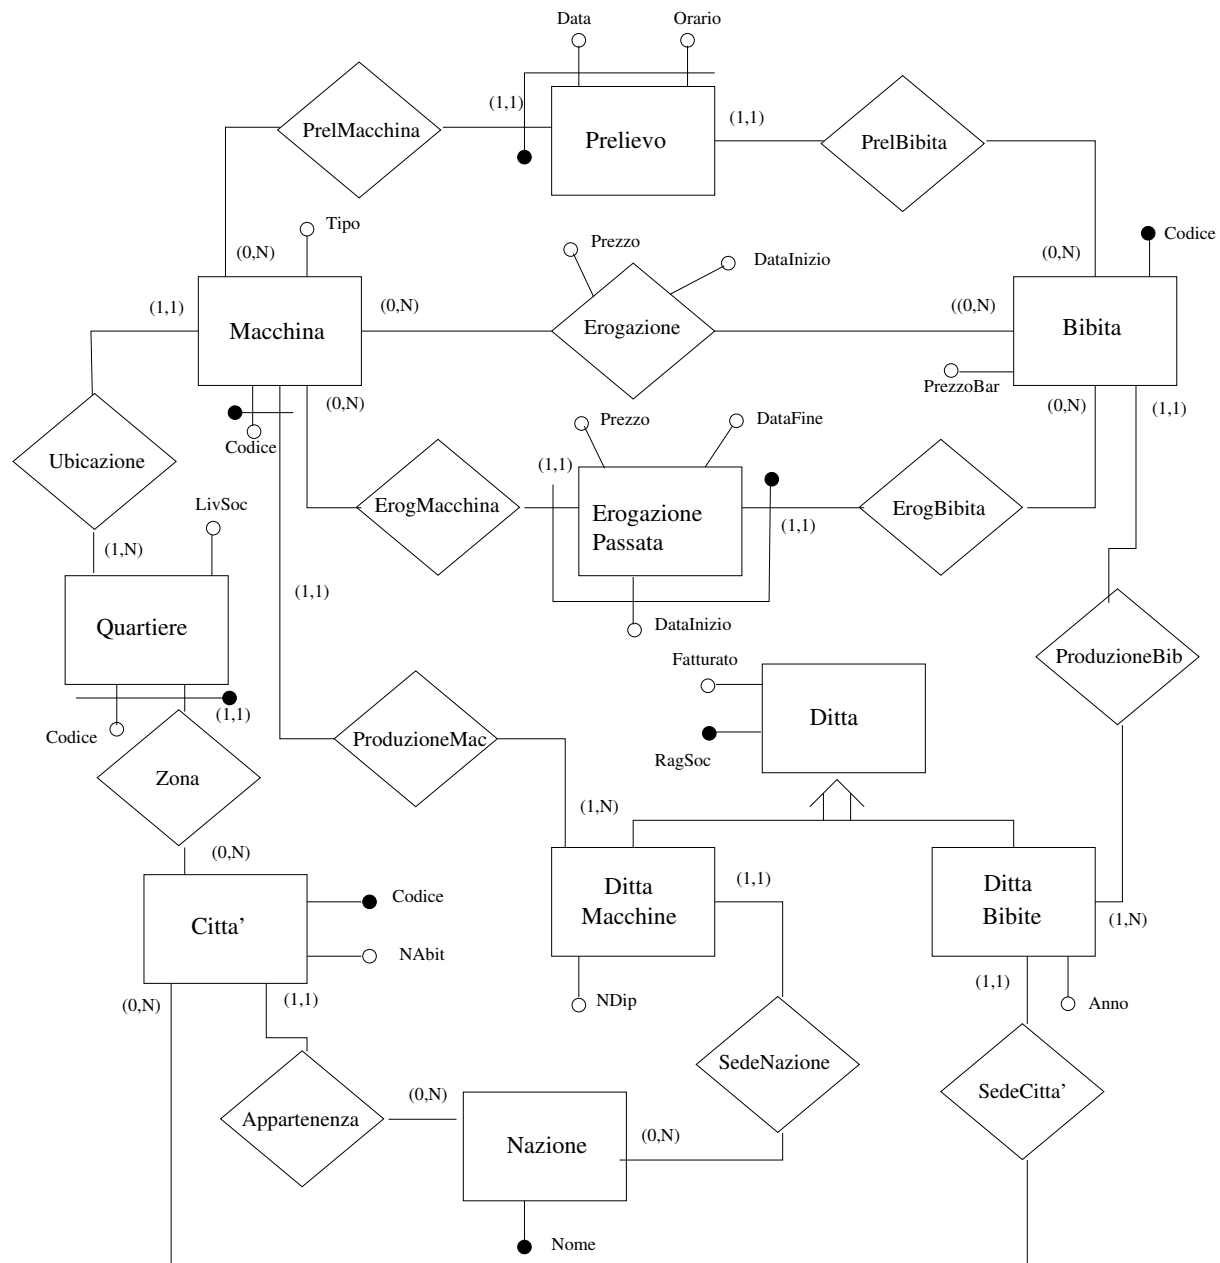 Data
Orario
(1,1)
PrelMacchina
Prelievo
(1,1)
PrelBibita
Tipo
Codice
(0,N)
Prezzo
DataInizio
(0,N)
(1,1)
Macchina
(0,N)
Erogazione
((0,N)
Bibita
PrezzoBar
(0,N)
(0,N)
(1,1)
Codice
Prezzo
DataFine
Ubicazione
(1,1)
LivSoc
ErogMacchina
Erogazione
Passata
(1,1)
ErogBibita
(1,N)
(1,1)
Quartiere
DataInizio
Fatturato
ProduzioneBib
(1,1)
Codice
ProduzioneMac
Ditta
RagSoc
Zona
(1,N)
(0,N)
Codice
Ditta
Macchine
(1,1)
Ditta
Bibite
(1,N)
Citta'
NAbit
(0,N)
(1,1)
NDip
(1,1)
Anno
SedeNazione
SedeCitta'
(0,N)
Appartenenza
(0,N)
Nazione
Nome